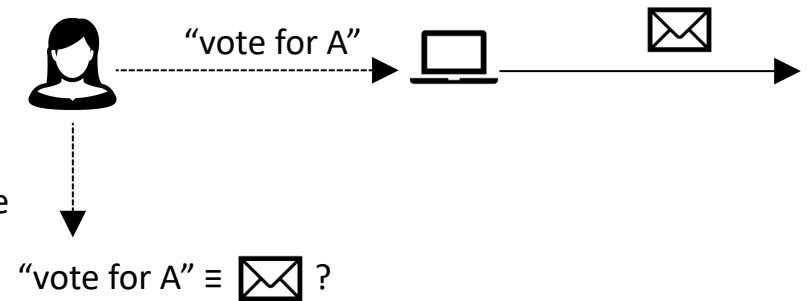 “vote for A”
e
“vote for A” ≡ ?